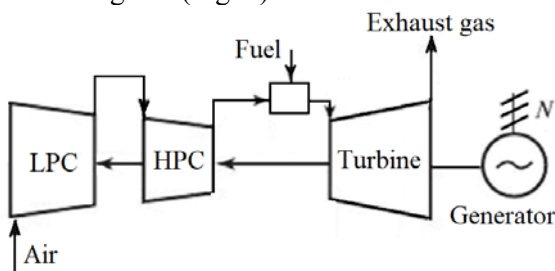 Exhaust gas
Fuel
LPC
HPC
Turbine
N
Generator
Air